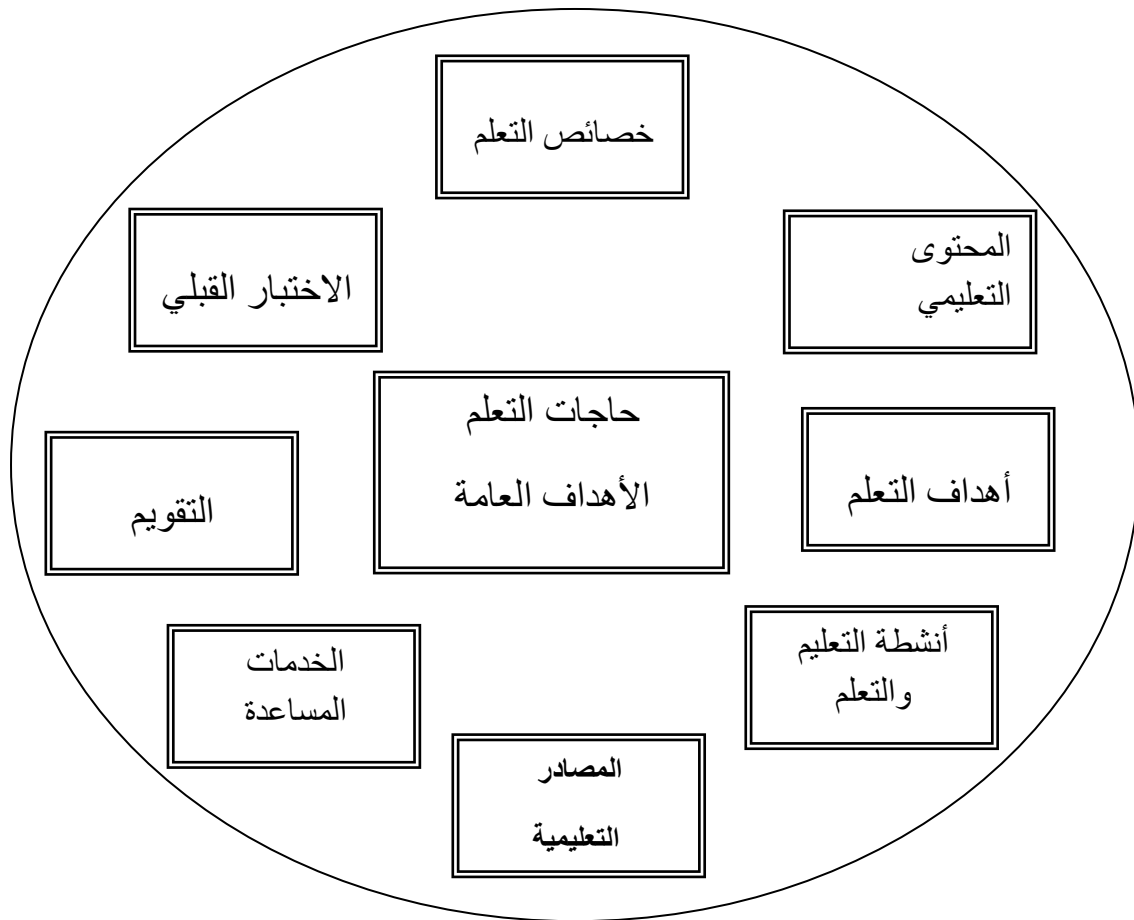 خصائص التعلم
المحتوى
التعليمي
الاختبار القبلي
حاجات التعلم
الأهداف العامة
أهداف التعلم
التقويم
أنشطة التعليم
والتعلم
الخدمات
المساعدة
المصادر
التعليمية